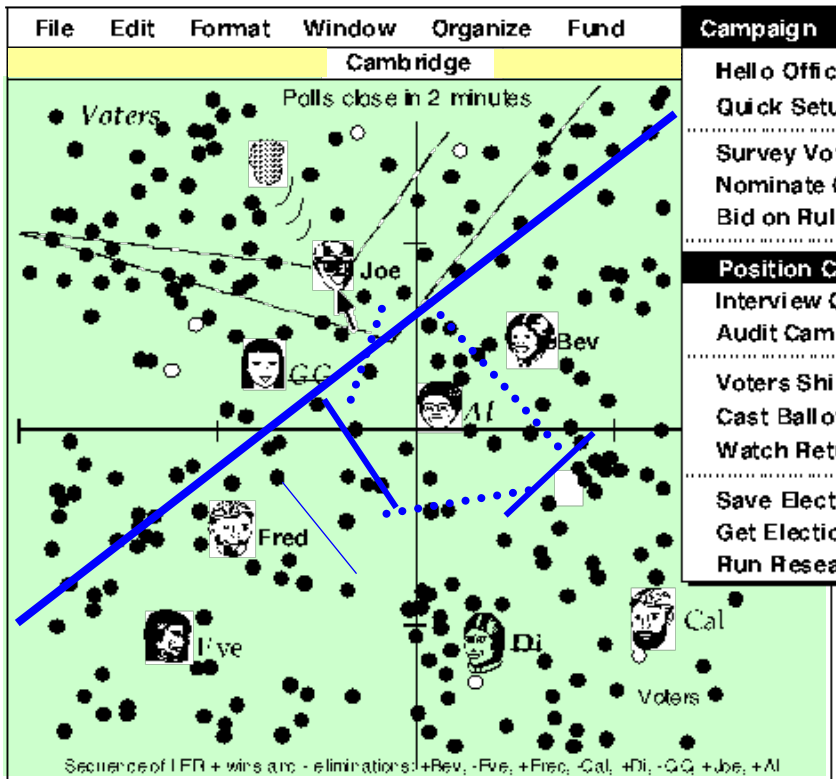 File Edit Format Window Organize Fund Campaign
Cambridge
Hello Offic
Polls close in 2 minutes
Quick Setu
Voters
Survey Vo
Nominate
Bid on Rul
Joe
Position C
Interview C
Bev
Audit Cam
GG
Voters Shi
Al
Cast Ballo
Watch Ret
Save Elect
Fred
Get Electio
Run Resea
Cal
Eve
Di
Voters
Sequence of + wins - eliminations: +Bev, -Eve, +Fred, -Cal, +Di, -GG, +Joe, +Al